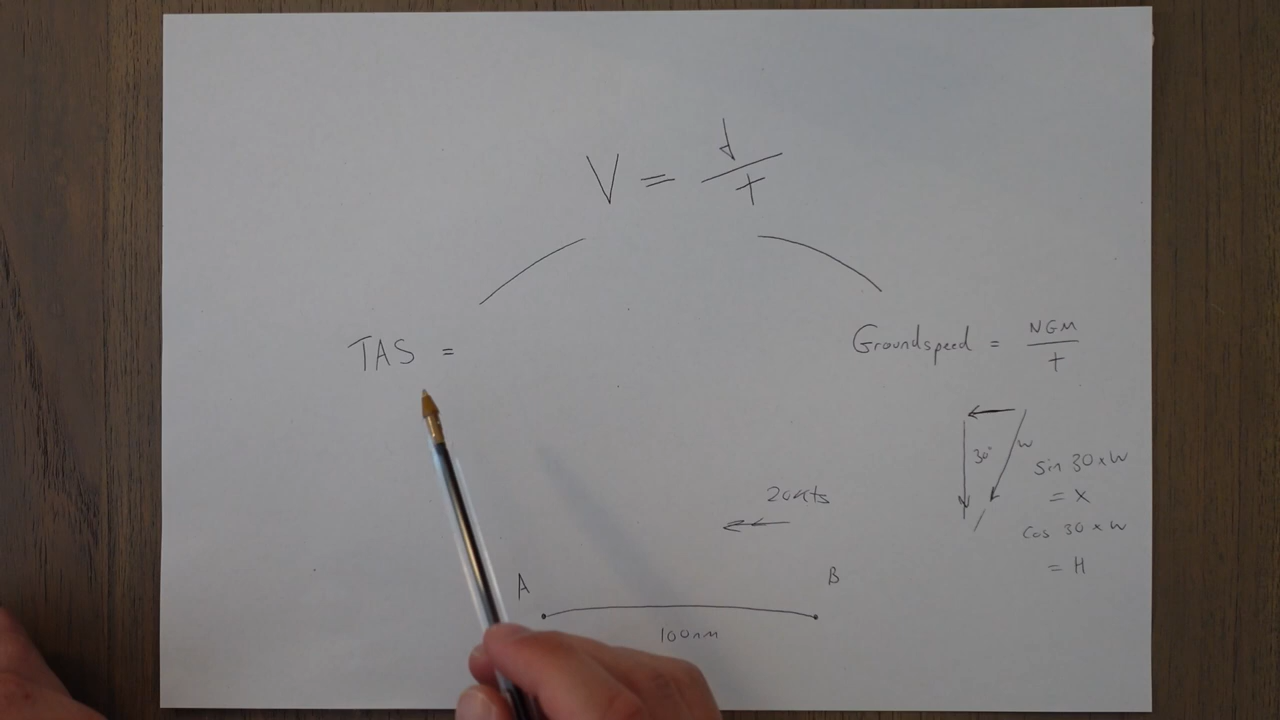 V = d/t
TAS =
Groundspeed = NGM/t
30°
W
Sin 30 x W
= X
Cos 30 x W
= H
20kts
A
B
100nm